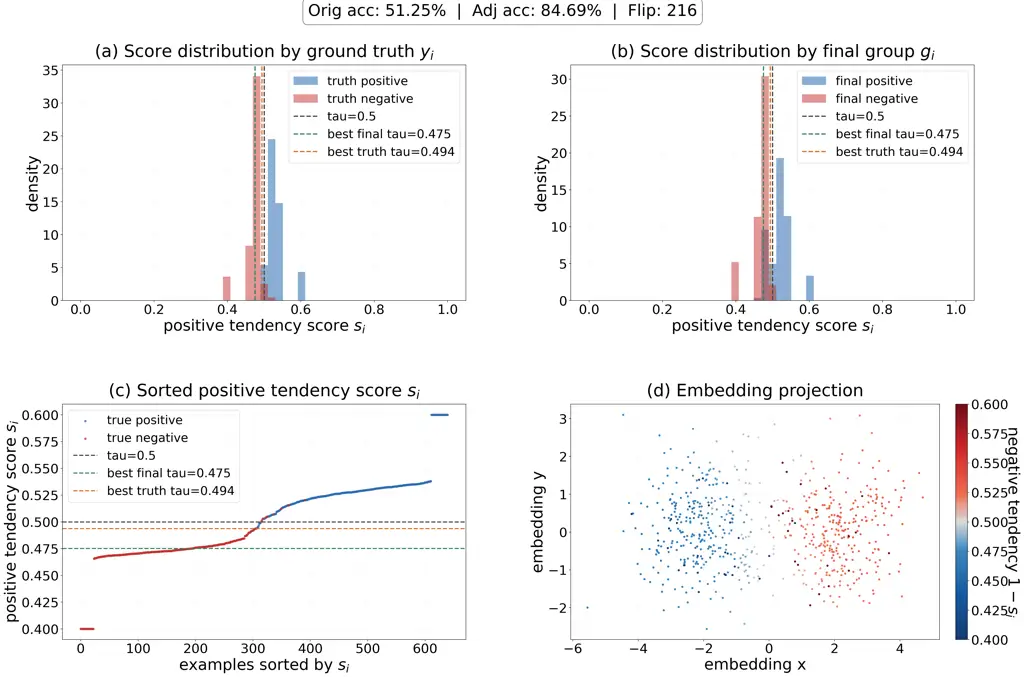 Orig acc: 51.25% | Adj acc: 84.69% | Flip: 216
(a) Score distribution by ground truth yᵢ
35
30
25
20
15
10
5
0
density
truth positive
truth negative
tau=0.5
best final tau=0.475
best truth tau=0.494
0.0 0.2 0.4 0.6 0.8 1.0
positive tendency score sᵢ
(b) Score distribution by final group gᵢ
30
25
20
15
10
5
0
density
final positive
final negative
tau=0.5
best final tau=0.475
best truth tau=0.494
0.0 0.2 0.4 0.6 0.8 1.0
positive tendency score sᵢ
(c) Sorted positive tendency score sᵢ
0.600
0.575
0.550
0.525
0.500
0.475
0.450
0.425
0.400
positive tendency score sᵢ
true positive
true negative
tau=0.5
best final tau=0.475
best truth tau=0.494
0 100 200 300 400 500 600
examples sorted by sᵢ
(d) Embedding projection
3
2
1
0
−1
−2
embedding y
−6 −4 −2 0 2 4
embedding x
0.600
0.575
0.550
0.525
0.500
0.475
0.450
0.425
0.400
negative tendency 1 − sᵢ